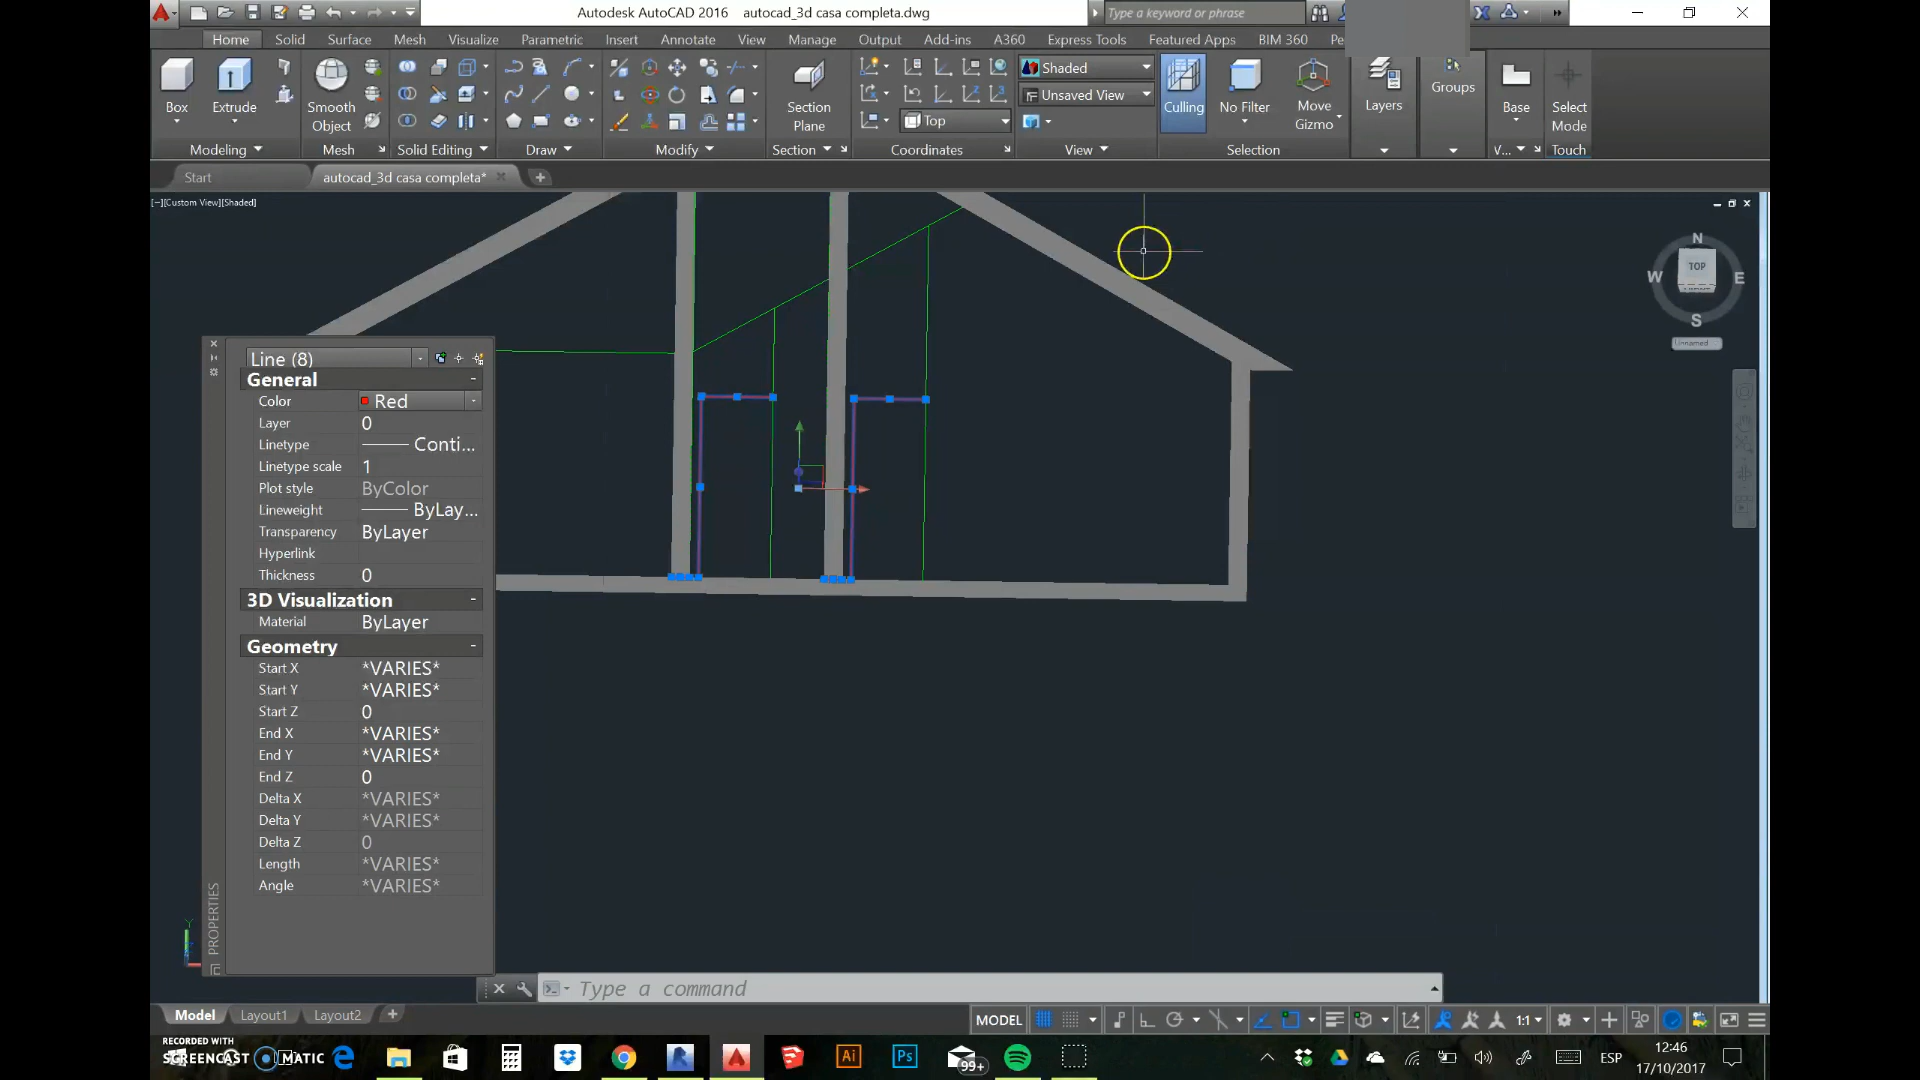 Autodesk AutoCAD 2016 autocad_3d casa completa.dwg
Type a keyword or phrase
Home Solid Surface Mesh Visualize Parametric Insert Annotate View Manage Output Add-ins A360 Express Tools Featured Apps BIM 360 Pe
Box
Extrude
Smooth
Object
Section
Plane
Shaded
Unsaved View
Top
Culling
No Filter
Move
Gizmo
Layers
Groups
Base
Select
Mode
Modeling Mesh Solid Editing Draw Modify Section Coordinates View Selection V... Touch
Start
autocad_3d casa completa*
[−][Custom View][Shaded]
N
W TOP E
S
Unnamed
Line (8)
General
Color Red
Layer 0
Linetype Conti...
Linetype scale 1
Plot style ByColor
Lineweight ByLay...
Transparency ByLayer
Hyperlink
Thickness 0
3D Visualization
Material ByLayer
Geometry
Start X *VARIES*
Start Y *VARIES*
Start Z 0
End X *VARIES*
End Y *VARIES*
End Z 0
Delta X *VARIES*
Delta Y *VARIES*
Delta Z 0
Length *VARIES*
Angle *VARIES*
PROPERTIES
Y
Type a command
Model Layout1 Layout2
MODEL
1:1
RECORDED WITH
SCREENCAST MATIC
Ai
Ps
99+
ESP
12:46
17/10/2017